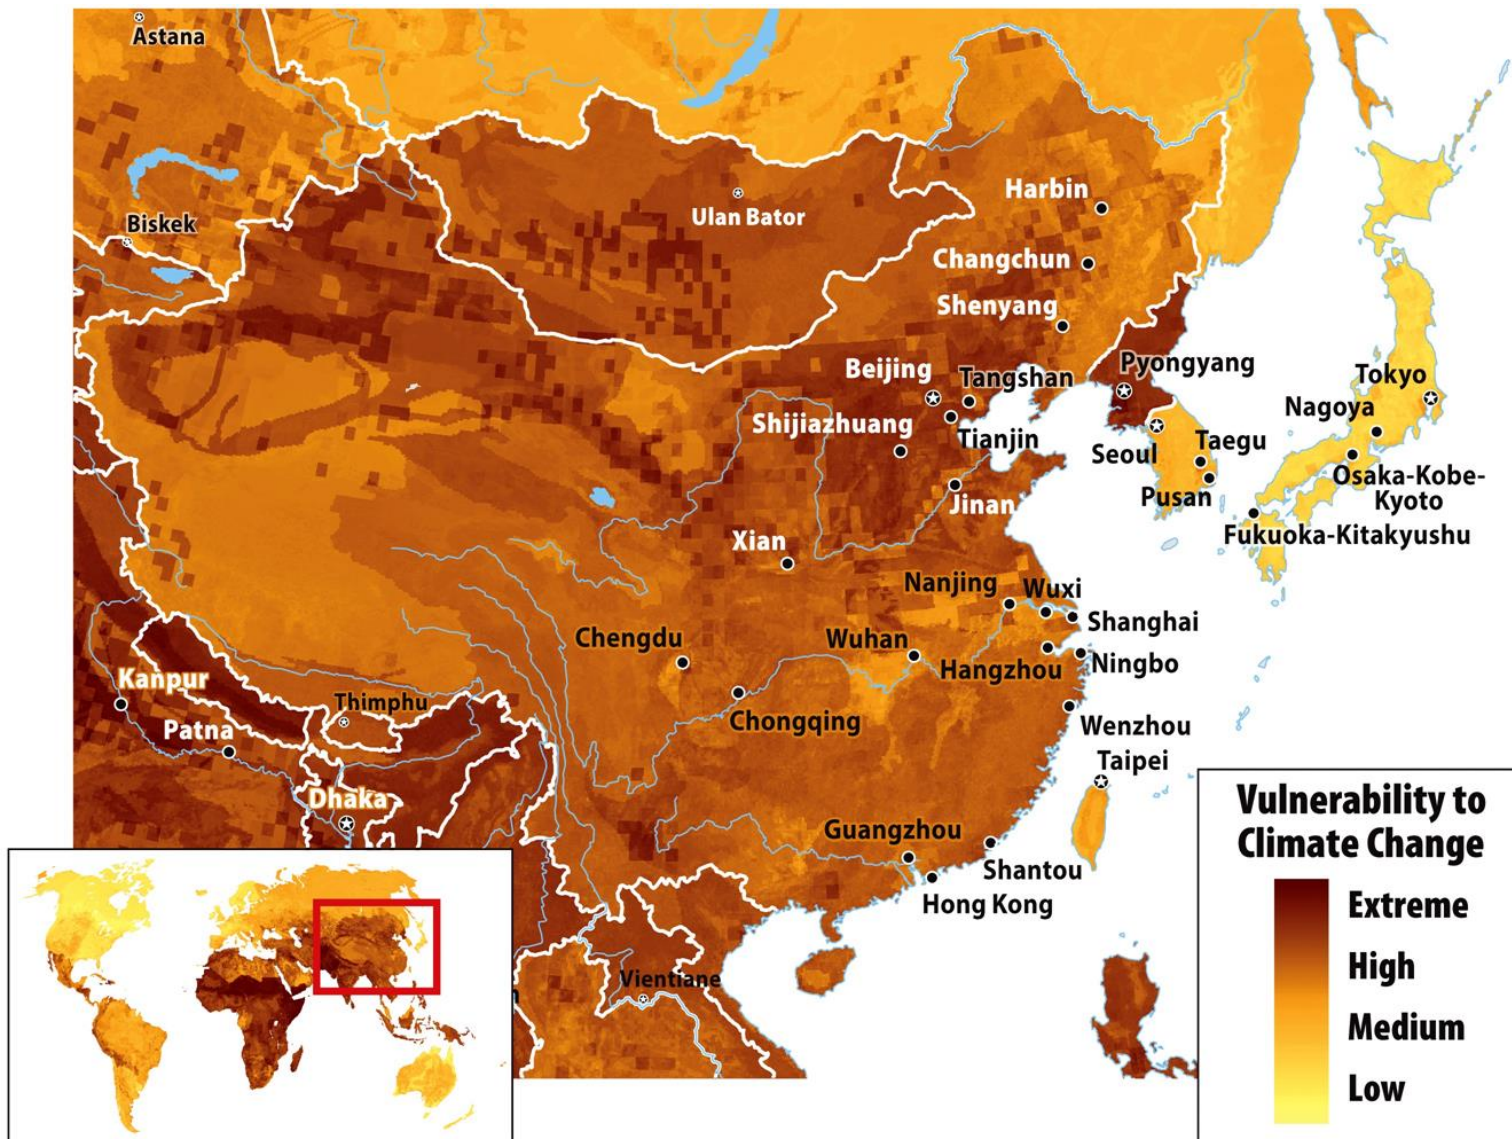 Astana
Biskek
Ulan Bator
Harbin
Changchun
Shenyang
Beijing
Tangshan
Pyongyang
Tokyo
Shijiazhuang
Tianjin
Nagoya
Seoul
Taegu
Osaka-Kobe-
Kyoto
Jinan
Pusan
Fukuoka-Kitakyushu
Xian
Nanjing
Wuxi
Shanghai
Chengdu
Wuhan
Hangzhou
Ningbo
Kanpur
Thimphu
Chongqing
Patna
Wenzhou
Taipei
Dhaka
Guangzhou
Shantou
Hong Kong
Vientiane
Vulnerability to
Climate Change
Extreme
High
Medium
Low